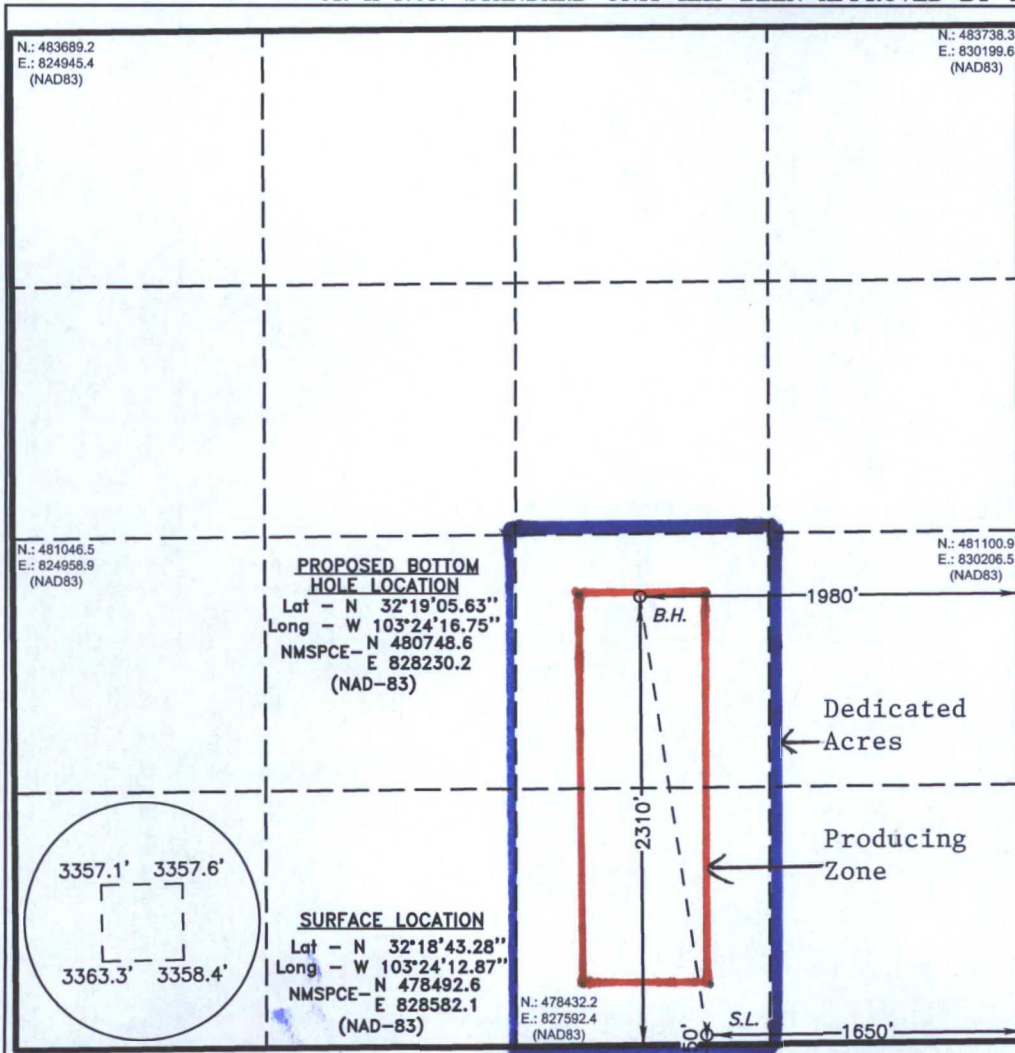 N.: 483689.2
E.: 824945.4
(NAD83)
N.: 483738.3
E.: 830199.6
(NAD83)
N.: 481046.5
E.: 824958.9
(NAD83)
N.: 481100.9
E.: 830206.5
(NAD83)
PROPOSED BOTTOM
HOLE LOCATION
Lat - N 32°19'05.63"
Long - W 103°24'16.75"
NMSPCE- N 480748.6
E 828230.2
(NAD-83)
B.H.
1980'
Dedicated
Acres
2310'
Producing
Zone
3357.1' 3357.6'
3363.3' 3358.4'
SURFACE LOCATION
Lat - N 32°18'43.28"
Long - W 103°24'12.87"
NMSPCE- N 478492.6
E 828582.1
(NAD-83)
N.: 478432.2
E.: 827592.4
(NAD83)
50'
S.L.
1650'